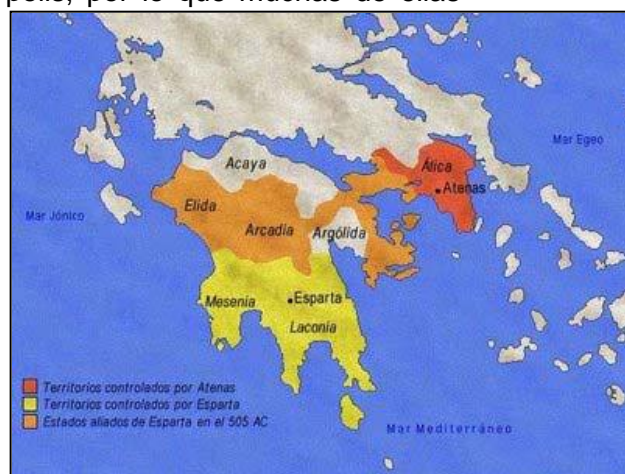 polis, por lo que muchas de ellas
Mar Egeo
Acaya
Álica
Atenas
Elida
Mar Jónico
Arcadia
Argólida
Mesenia
Esparta
Laconia
Territorios controlados por Atenas
Territorios controlados por Esparta
Estados aliados de Esparta en el 505 AC
Mar Mediterráneo